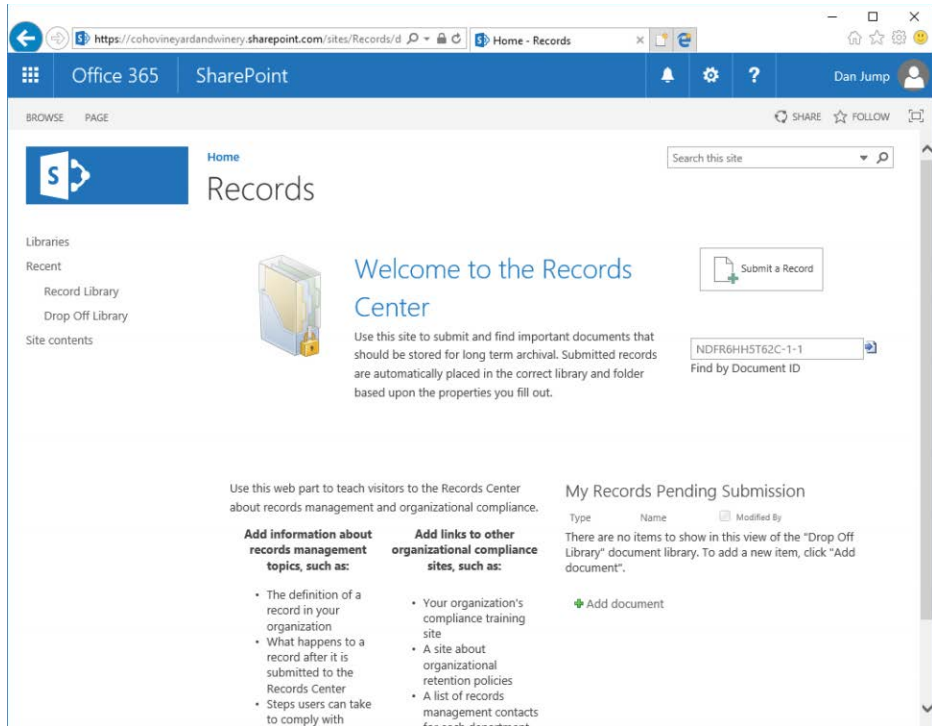 https://cohovineyardandwinery.sharepoint.com/sites/Records/d
Home - Records
Office 365
SharePoint
?
Dan Jump
BROWSE
PAGE
SHARE
FOLLOW
S
Home
Records
Search this site
Libraries
Recent
Record Library
Drop Off Library
Site contents
Welcome to the Records
Center
Use this site to submit and find important documents that
should be stored for long term archival. Submitted records
are automatically placed in the correct library and folder
based upon the properties you fill out.
Submit a Record
NDFR6HH5T62C-1-1
Find by Document ID
Use this web part to teach visitors to the Records Center
about records management and organizational compliance.
Add information about
records management
topics, such as:
• The definition of a
record in your
organization
• What happens to a
record after it is
submitted to the
Records Center
• Steps users can take
to comply with
Add links to other
organizational compliance
sites, such as:
• Your organization's
compliance training
site
• A site about
organizational
retention policies
• A list of records
management contacts
for each department
My Records Pending Submission
Type Name Modified By
There are no items to show in this view of the "Drop Off
Library" document library. To add a new item, click "Add
document".
Add document